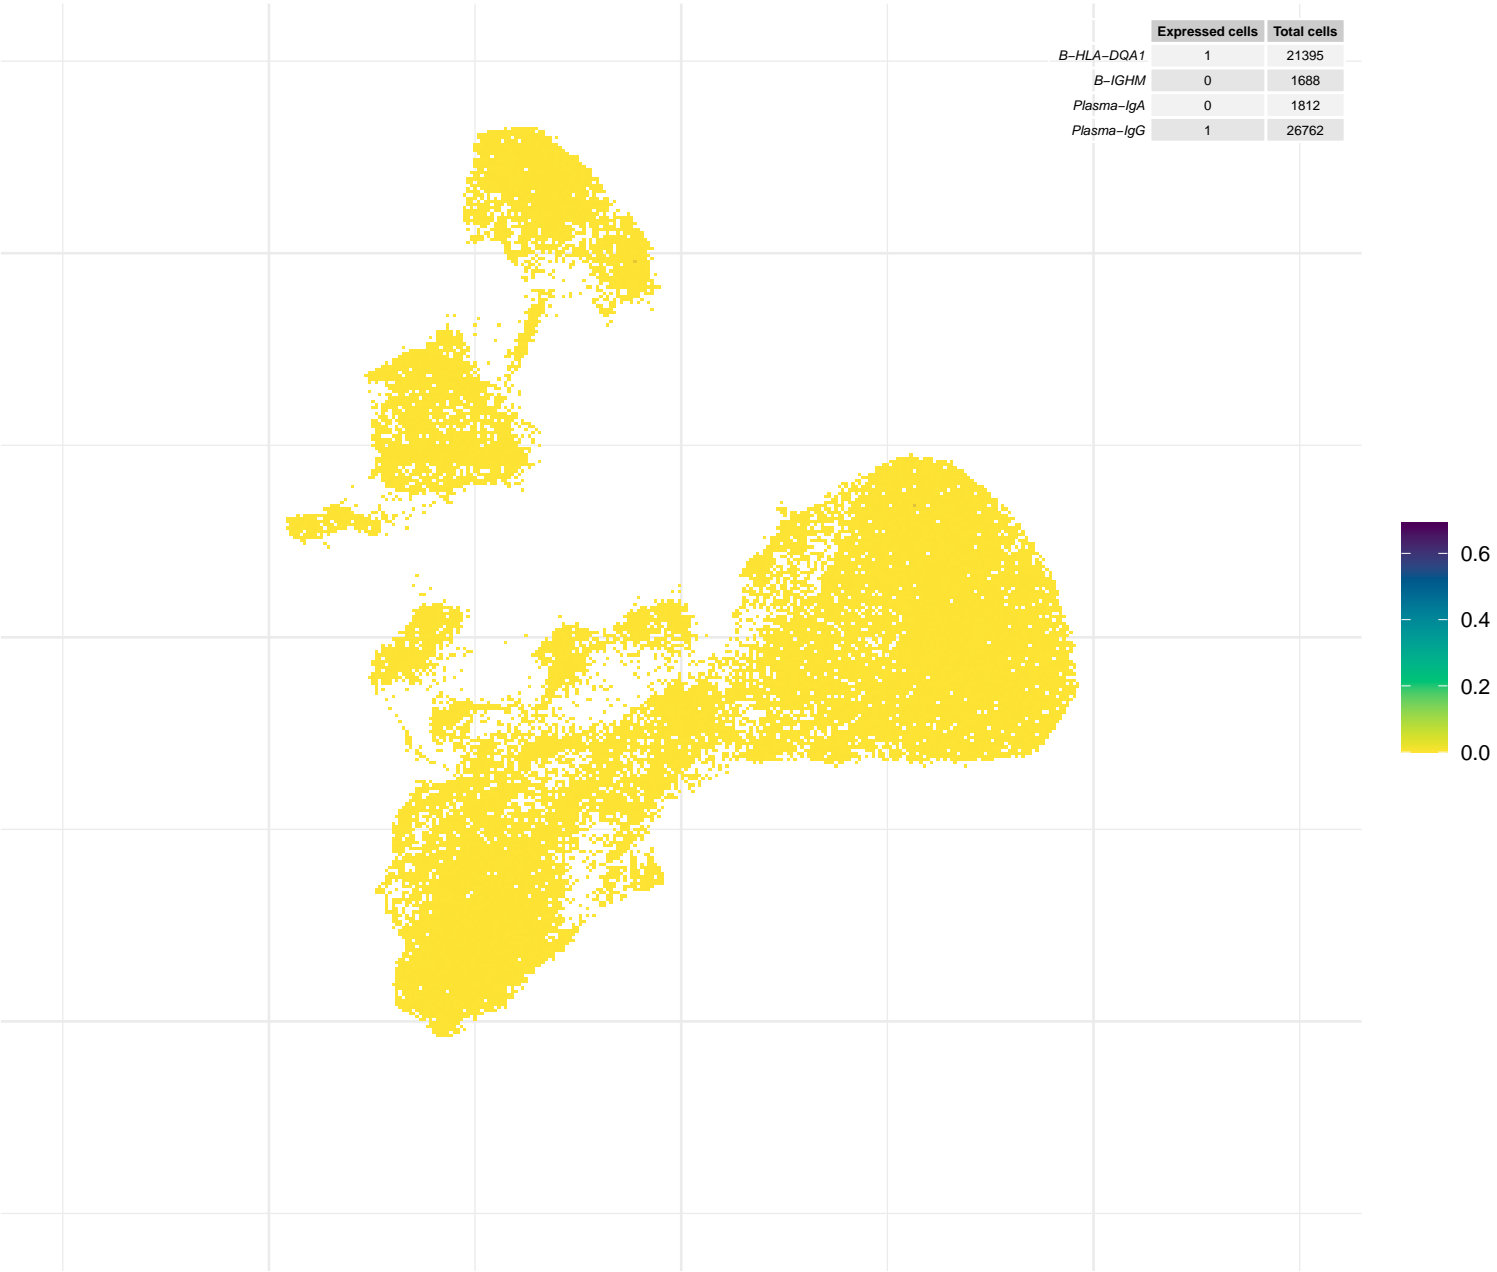 Expressed cells Total cells
B−HLA−DQA1 1 21395
B−IGHM 0 1688
Plasma−IgA 0 1812
Plasma−IgG 1 26762
0.6
0.4
0.2
0.0